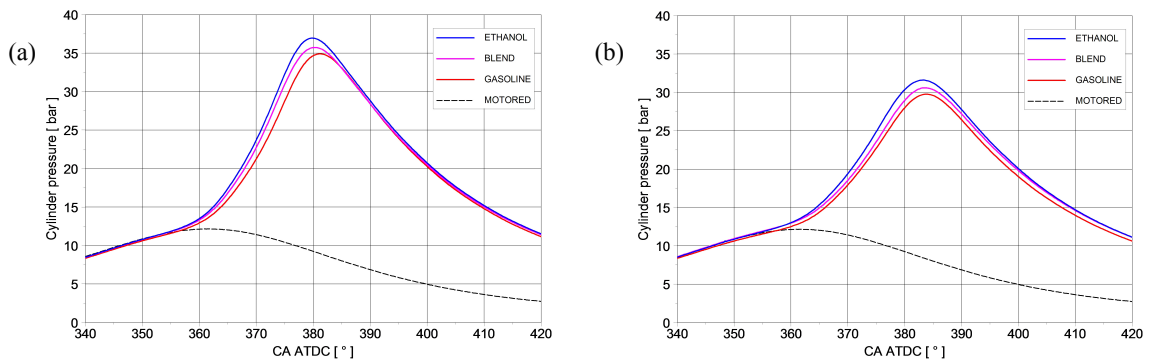 (a)
Cylinder pressure [ bar ]
40
35
30
25
20
15
10
5
0
340 350 360 370 380 390 400 410 420
CA ATDC [ ° ]
ETHANOL
BLEND
GASOLINE
MOTORED
(b)
Cylinder pressure [ bar ]
40
35
30
25
20
15
10
5
0
340 350 360 370 380 390 400 410 420
CA ATDC [ ° ]
ETHANOL
BLEND
GASOLINE
MOTORED